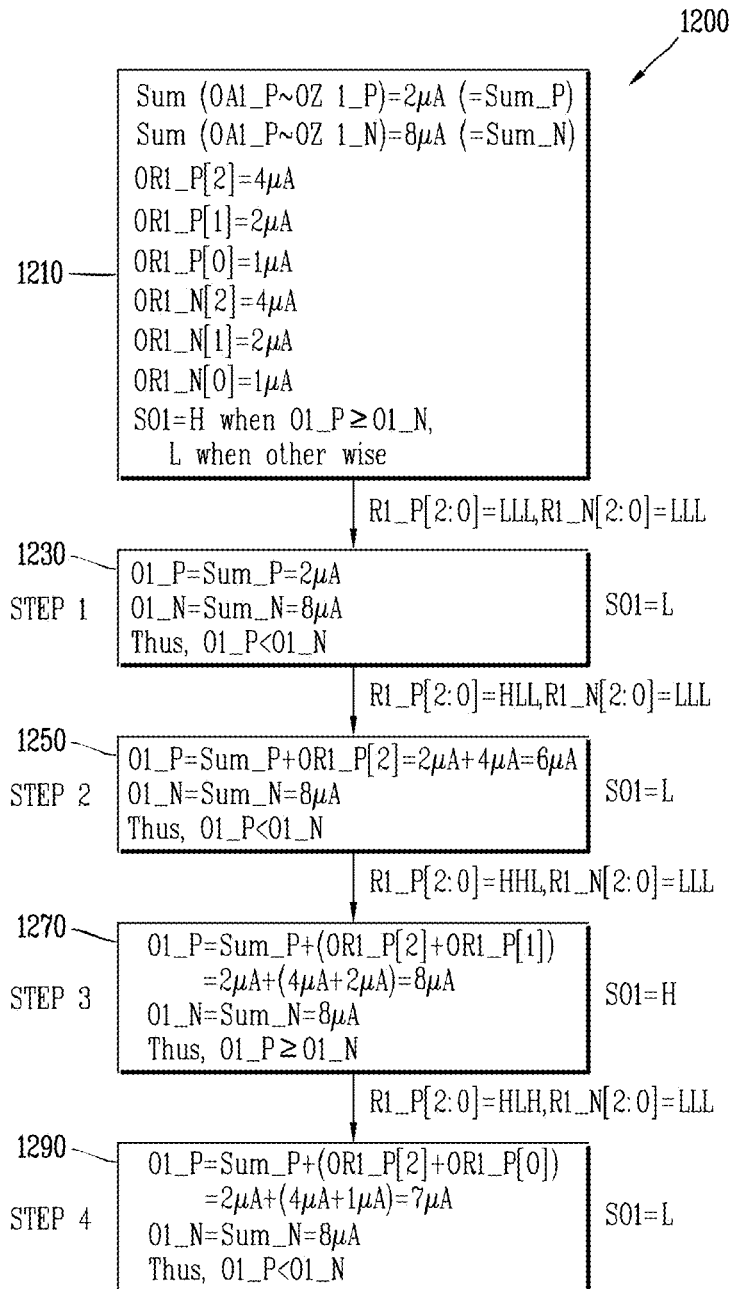 1200
Sum (OA1_P~OZ 1_P)=2μA (=Sum_P)
Sum (OA1_P~OZ 1_N)=8μA (=Sum_N)
OR1_P[2]=4μA
OR1_P[1]=2μA
OR1_P[0]=1μA
1210
OR1_N[2]=4μA
OR1_N[1]=2μA
OR1_N[0]=1μA
SO1=H when O1_P≥O1_N,
L when other wise
R1_P[2:0]=LLL,R1_N[2:0]=LLL
1230
STEP 1
O1_P=Sum_P=2μA
O1_N=Sum_N=8μA
Thus, O1_P<O1_N
SO1=L
R1_P[2:0]=HLL,R1_N[2:0]=LLL
1250
STEP 2
O1_P=Sum_P+OR1_P[2]=2μA+4μA=6μA
O1_N=Sum_N=8μA
Thus, O1_P<O1_N
SO1=L
R1_P[2:0]=HHL,R1_N[2:0]=LLL
1270
STEP 3
O1_P=Sum_P+(OR1_P[2]+OR1_P[1])
=2μA+(4μA+2μA)=8μA
O1_N=Sum_N=8μA
Thus, O1_P≥O1_N
SO1=H
R1_P[2:0]=HLH,R1_N[2:0]=LLL
1290
STEP 4
O1_P=Sum_P+(OR1_P[2]+OR1_P[0])
=2μA+(4μA+1μA)=7μA
O1_N=Sum_N=8μA
Thus, O1_P<O1_N
SO1=L